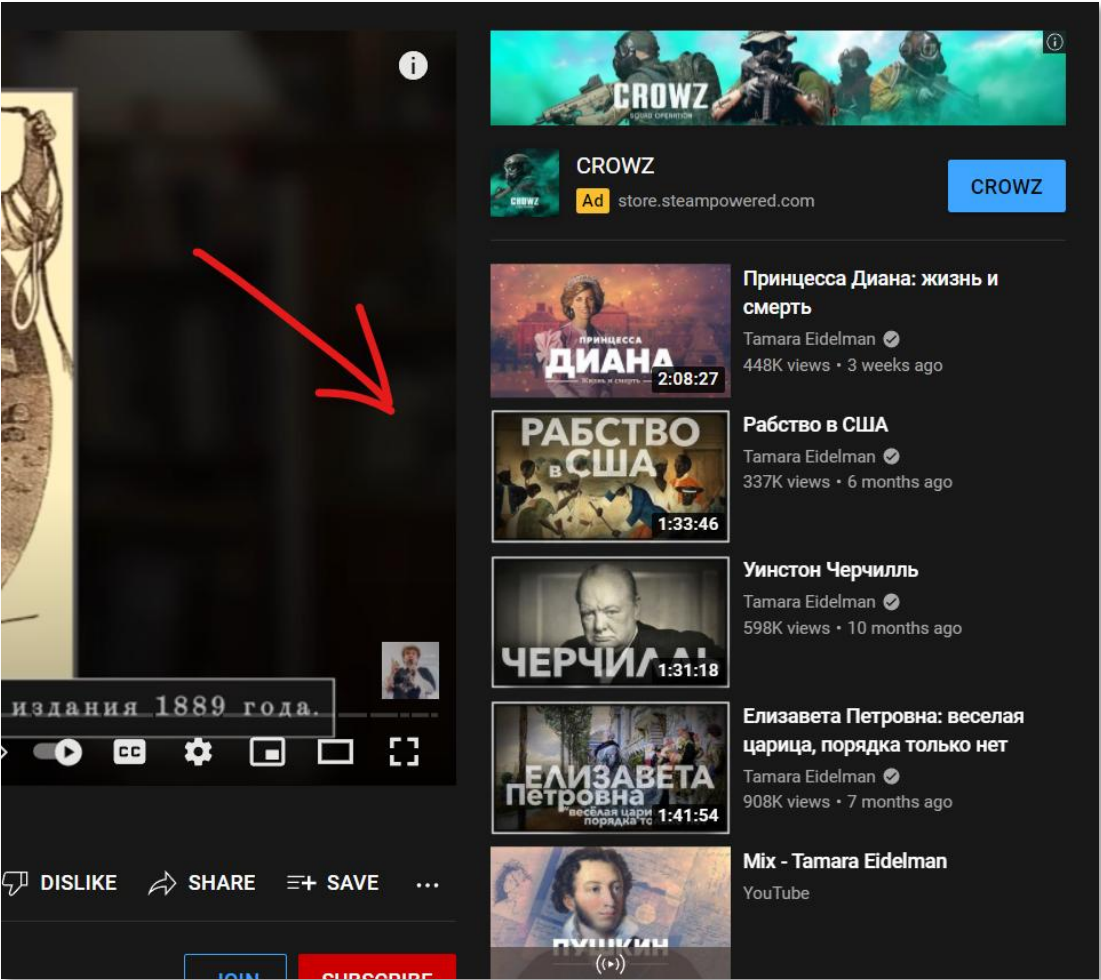 CROWZ
SQUAD OPERATION
CROWZ
CROWZ
Ad store.steampowered.com
CROWZ
ПРИНЦЕССА
ДИАНА
Жизнь и смерть
2:08:27
Принцесса Диана: жизнь и
смерть
Tamara Eidelman
448K views • 3 weeks ago
РАБСТВО
в США
1:33:46
Рабство в США
Tamara Eidelman
337K views • 6 months ago
1:31:18
Уинстон Черчилль
Tamara Eidelman
598K views • 10 months ago
издания 1889 года.
CC
ЕЛИЗАВЕТА
Петровна
1:41:54
Елизавета Петровна: веселая
царица, порядка только нет
Tamara Eidelman
908K views • 7 months ago
DISLIKE SHARE SAVE
ПУШКИН
Mix - Tamara Eidelman
YouTube
JOIN SUBSCRIBE